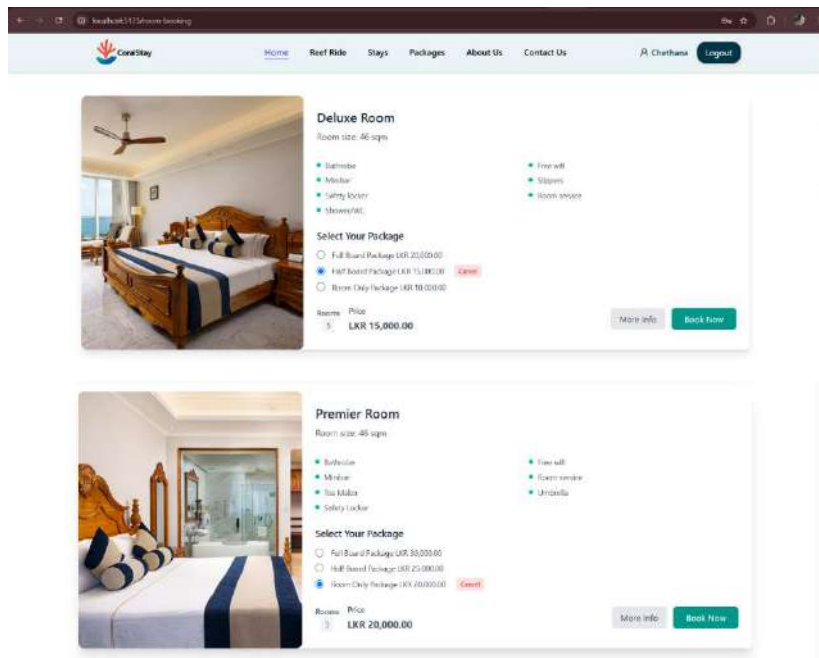 localhost:5175/room-booking
CoralStay
Home Reef Ride Stays Packages About Us Contact Us
Chethana Logout
Deluxe Room
Room size: 46 sqm
Bathrobe
Minibar
Safety locker
Shower/WC
Free wifi
Slippers
Room service
Select Your Package
Full Board Package LKR 20,000.00
Half Board Package LKR 15,000.00 Cancel
Room Only Package LKR 10,000.00
Rooms Price
LKR 15,000.00
More Info Book Now
Premier Room
Room size: 46 sqm
Bathrobe
Minibar
Tea Maker
Safety Locker
Free wifi
Room service
Umbrella
Select Your Package
Full Board Package LKR 30,000.00
Half Board Package LKR 25,000.00
Room Only Package LKR 20,000.00 Cancel
Rooms Price
LKR 20,000.00
More Info Book Now